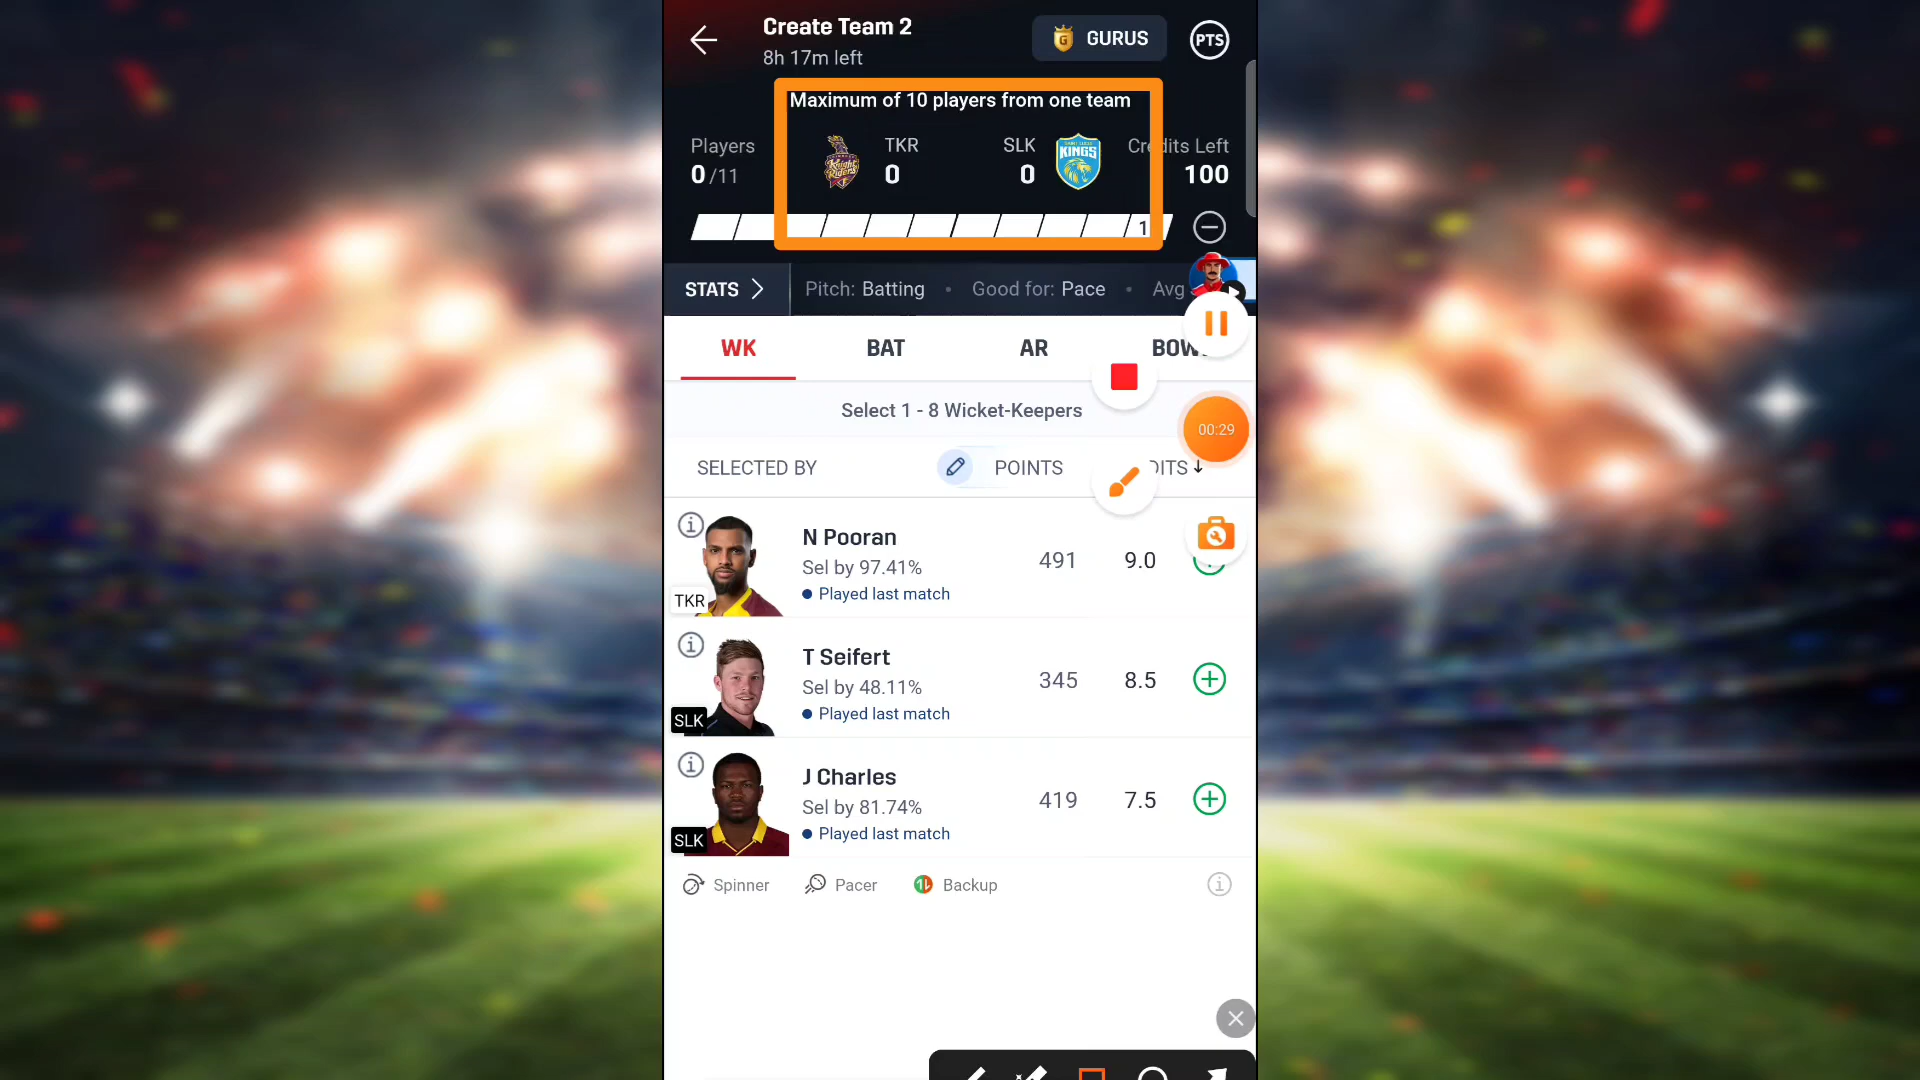 Create Team 2
8h 17m left
GURUS
PTS
Maximum of 10 players from one team
Players
0/11
TKR
0
SLK
0
KINGS
Credits Left
100
1
STATS
Pitch: Batting • Good for: Pace • Avg
WK
BAT
AR
BOW
Select 1 - 8 Wicket-Keepers
00:29
SELECTED BY
POINTS
DITS↓
N Pooran
Sel by 97.41%
Played last match
TKR
491
9.0
T Seifert
Sel by 48.11%
Played last match
SLK
345
8.5
J Charles
Sel by 81.74%
Played last match
SLK
419
7.5
Spinner
Pacer
Backup